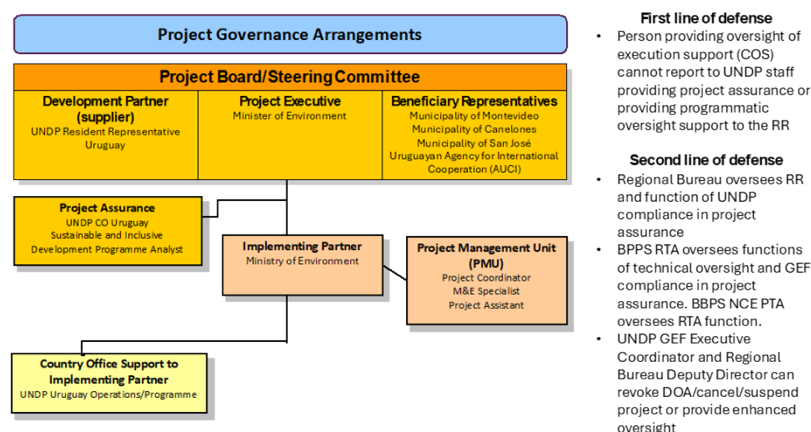 Project Governance Arrangements
Project Board/Steering Committee
Development Partner
(supplier)
UNDP Resident Representative
Uruguay
Project Executive
Minister of Environment
Beneficiary Representatives
Municipality of Montevideo
Municipality of Canelones
Municipality of San José
Uruguayan Agency for International
Cooperation (AUCI)
Project Assurance
UNDP CO Uruguay
Sustainable and Inclusive
Development Programme Analyst
Implementing Partner
Ministry of Environment
Project Management Unit
(PMU)
Project Coordinator
M&E Specialist
Project Assistant
Country Office Support to
Implementing Partner
UNDP Uruguay Operations/Programme
First line of defense
• Person providing oversight of
execution support (COS)
cannot report to UNDP staff
providing project assurance or
providing programmatic
oversight support to the RR
Second line of defense
• Regional Bureau oversees RR
and function of UNDP
compliance in project
assurance
• BPPS RTA oversees functions
of technical oversight and GEF
compliance in project
assurance. BBPS NCE PTA
oversees RTA function.
• UNDP GEF Executive
Coordinator and Regional
Bureau Deputy Director can
revoke DOA/cancel/suspend
project or provide enhanced
oversight